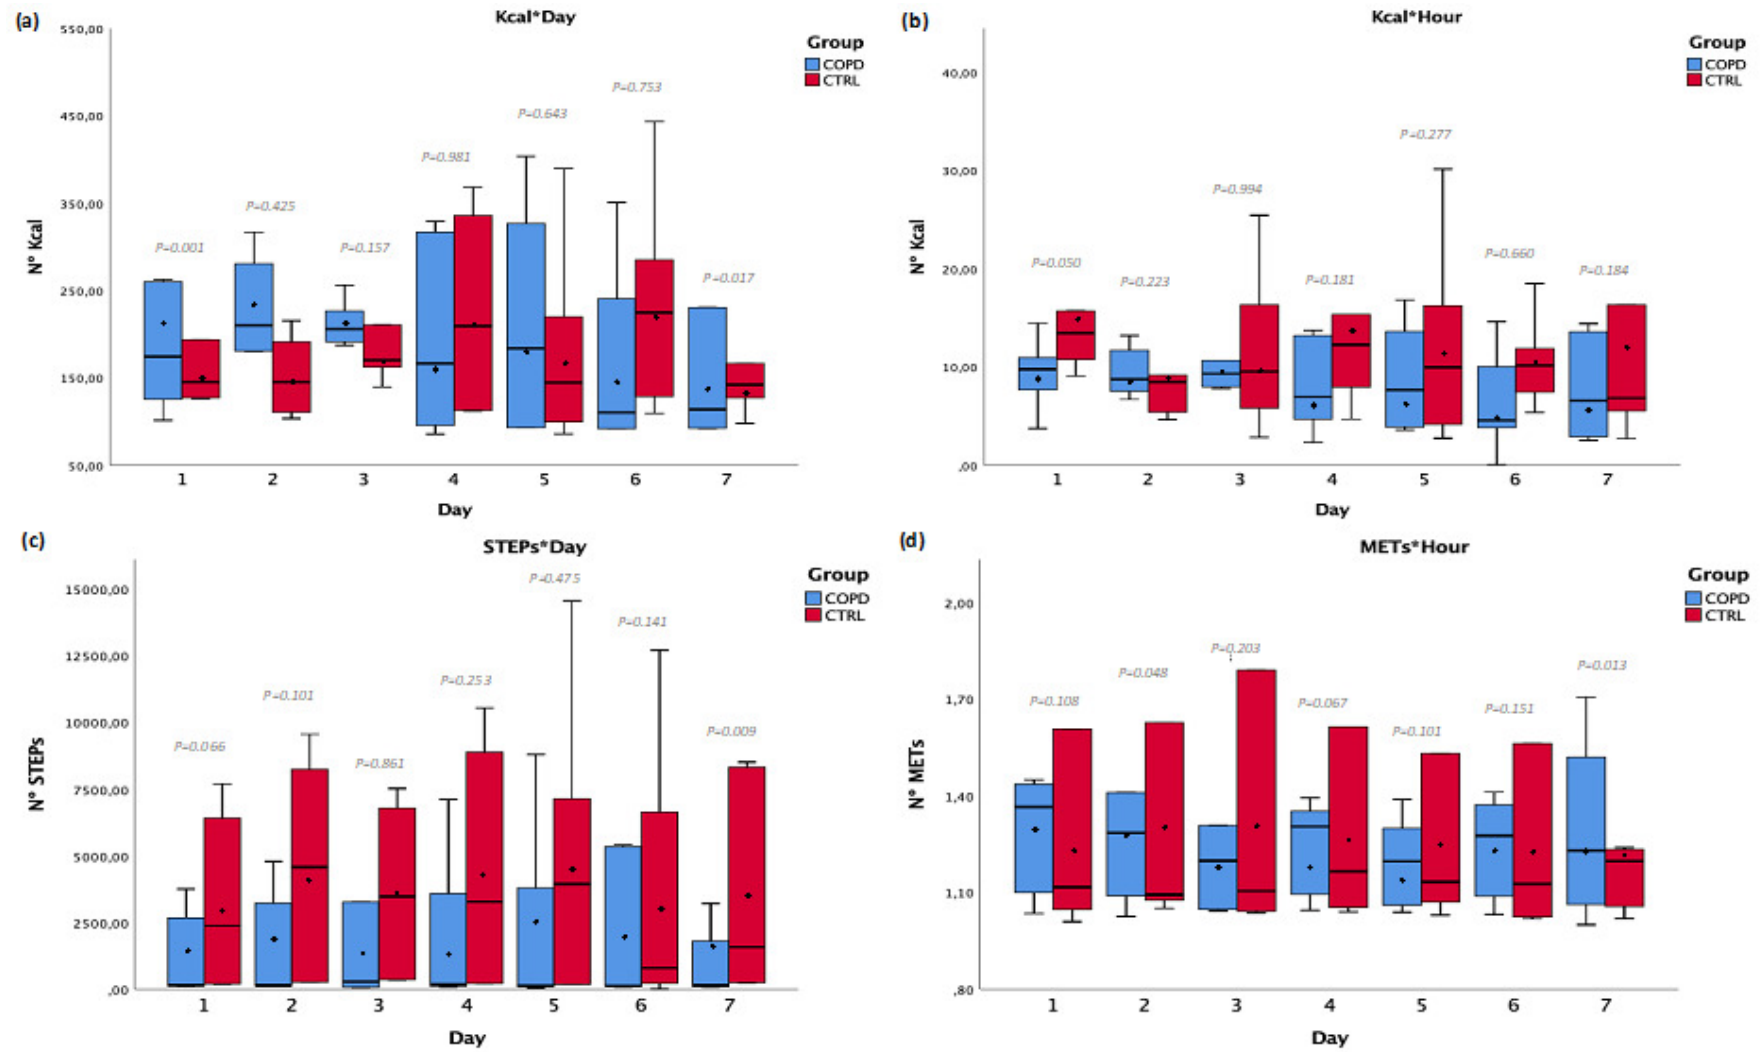 (a)
Kcal*Day
550,00
450,00
350,00
250,00
150,00
50,00
N° Kcal
Group
COPD
CTRL
P=0.001
P=0.425
P=0.157
P=0.981
P=0.643
P=0.753
P=0.017
1 2 3 4 5 6 7
Day
(b)
Kcal*Hour
40,00
30,00
20,00
10,00
,00
N° Kcal
Group
COPD
CTRL
P=0.050
P=0.223
P=0.994
P=0.181
P=0.277
P=0.660
P=0.184
1 2 3 4 5 6 7
Day
(c)
STEPs*Day
15000,00
12500,00
10000,00
7500,00
5000,00
2500,00
,00
N° STEPs
Group
COPD
CTRL
P=0.066
P=0.101
P=0.861
P=0.253
P=0.475
P=0.141
P=0.009
1 2 3 4 5 6 7
Day
(d)
METs*Hour
2,00
1,70
1,40
1,10
,80
N° METs
Group
COPD
CTRL
P=0.108
P=0.048
P=0.203
P=0.067
P=0.101
P=0.151
P=0.013
1 2 3 4 5 6 7
Day